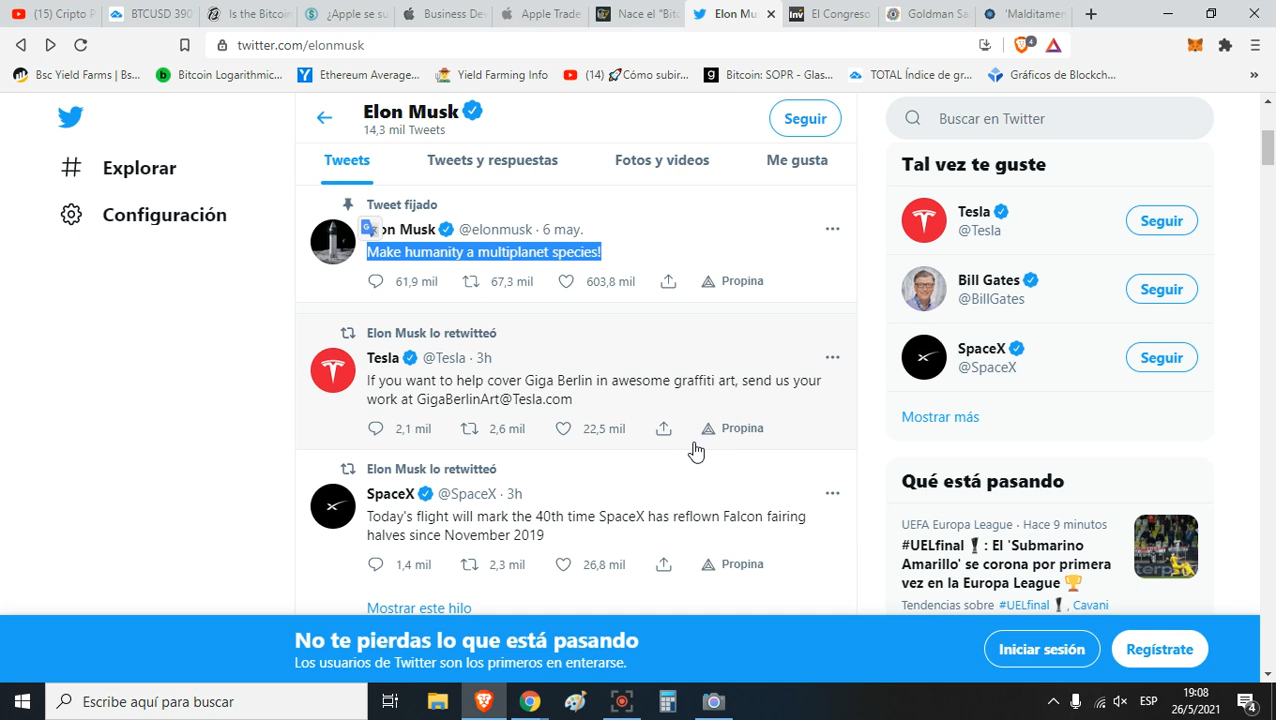 (15) Cripto P
BTCUSD 390
Is the Bitcoin
¿Apple se su
Business De
Apple Trade
Nace el "Bit
Elon Mu
Congreso
Goldman Sa
'Malditamen
twitter.com/elonmusk
4
Bsc Yield Farms | Bs...
Bitcoin Logarithmic...
Ethereum Average...
Yield Farming Info
(14) 🚀Cómo subir...
Bitcoin: SOPR - Glas...
TOTAL Índice de gr...
Gráficos de Blockch...
»
Explorar
Configuración
Elon Musk
14,3 mil Tweets
Seguir
Tweets
Tweets y respuestas
Fotos y videos
Me gusta
Tweet fijado
on Musk @elonmusk · 6 may.
Make humanity a multiplanet species!
61,9 mil 67,3 mil 603,8 mil Propina
Elon Musk lo retwitteó
Tesla @Tesla · 3h
If you want to help cover Giga Berlin in awesome graffiti art, send us your
work at GigaBerlinArt@Tesla.com
2,1 mil 2,6 mil 22,5 mil Propina
Elon Musk lo retwitteó
SpaceX @SpaceX · 3h
Today's flight will mark the 40th time SpaceX has reflown Falcon fairing
halves since November 2019
1,4 mil 2,3 mil 26,8 mil Propina
Mostrar este hilo
Buscar en Twitter
Tal vez te guste
Tesla
@Tesla
Seguir
Bill Gates
@BillGates
Seguir
SpaceX
@SpaceX
Seguir
Mostrar más
Qué está pasando
UEFA Europa League · Hace 9 minutos
#UELfinal : El 'Submarino
Amarillo' se corona por primera
vez en la Europa League 🏆
Tendencias sobre #UELfinal , Cavani
No te pierdas lo que está pasando
Los usuarios de Twitter son los primeros en enterarse.
Iniciar sesión
Regístrate
Escribe aquí para buscar
ESP
19:08
26/5/2021
4